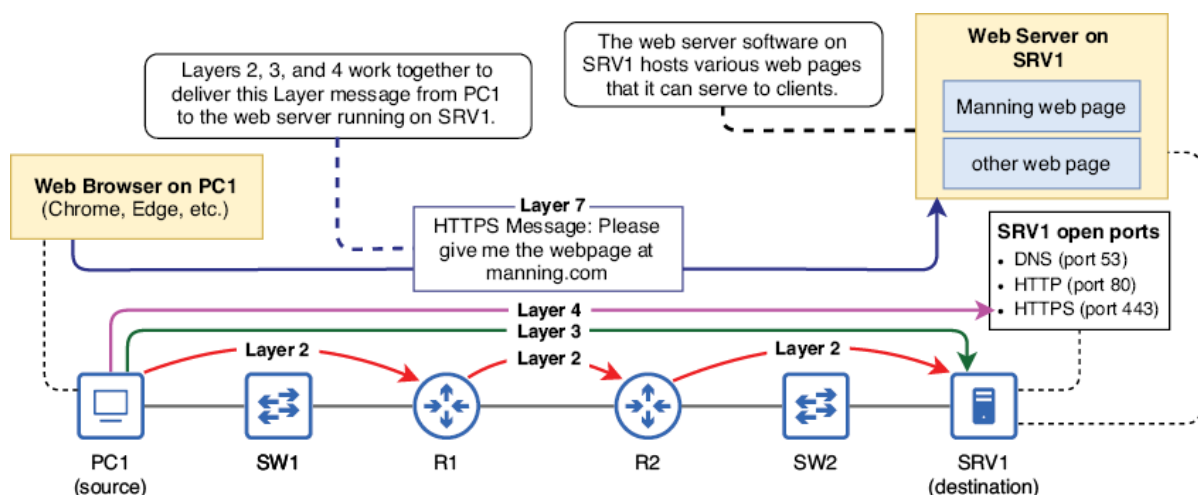 The web server software on
SRV1 hosts various web pages
that it can serve to clients.
Web Server on
SRV1
Manning web page
other web page
Layers 2, 3, and 4 work together to
deliver this Layer message from PC1
to the web server running on SRV1.
Web Browser on PC1
(Chrome, Edge, etc.)
Layer 7
HTTPS Message: Please
give me the webpage at
manning.com
SRV1 open ports
• DNS (port 53)
• HTTP (port 80)
• HTTPS (port 443)
Layer 4
Layer 3
Layer 2
Layer 2
Layer 2
PC1
(source)
SW1
R1
R2
SW2
SRV1
(destination)